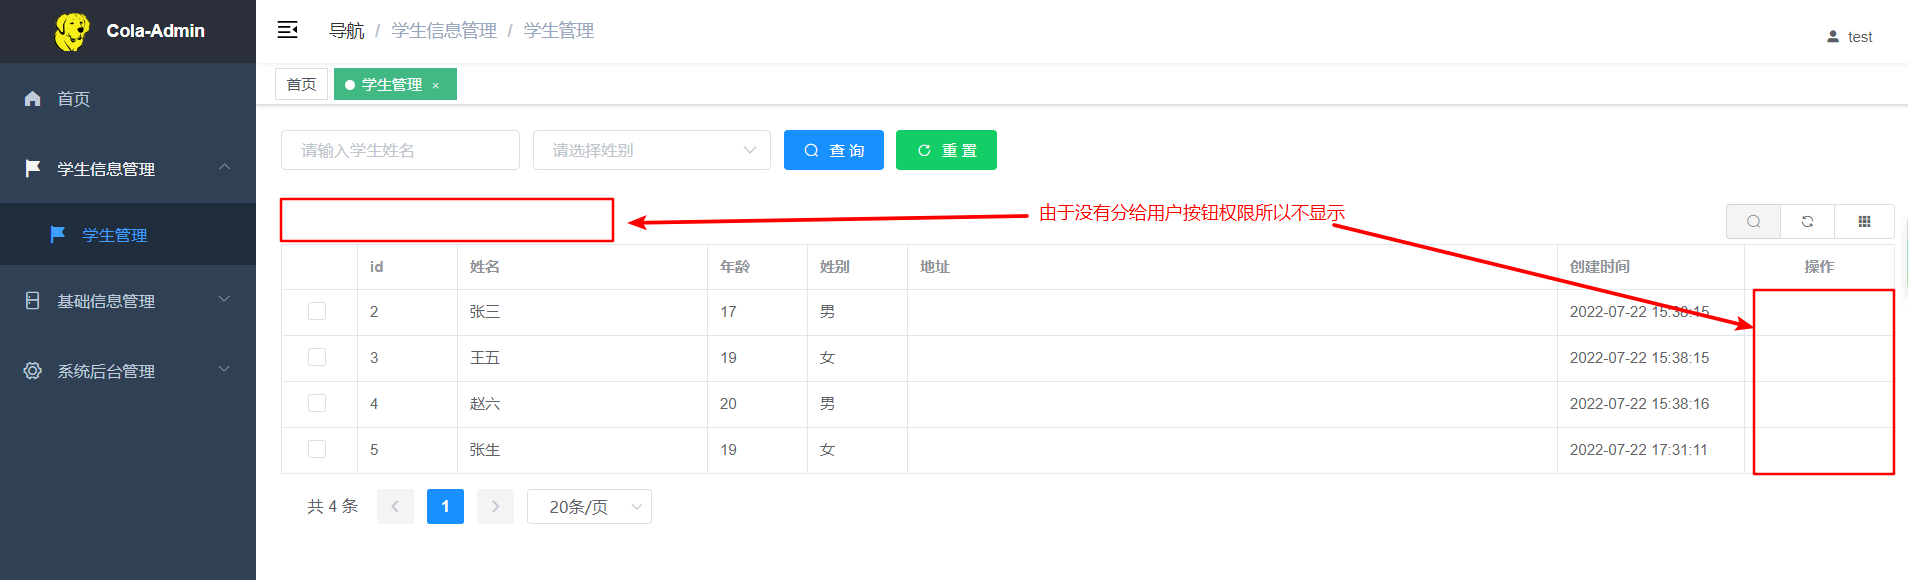 Cola-Admin
导航 / 学生信息管理 / 学生管理
test
首页
学生管理 ×
首页
学生信息管理
学生管理
基础信息管理
系统后台管理
请输入学生姓名
请选择姓别
查 询
重 置
由于没有分给用户按钮权限所以不显示
id 姓名 年龄 姓别 地址 创建时间 操作
2 张三 17 男 2022-07-22 15:38:15
3 王五 19 女 2022-07-22 15:38:15
4 赵六 20 男 2022-07-22 15:38:16
5 张生 19 女 2022-07-22 17:31:11
共 4 条 1 20条/页